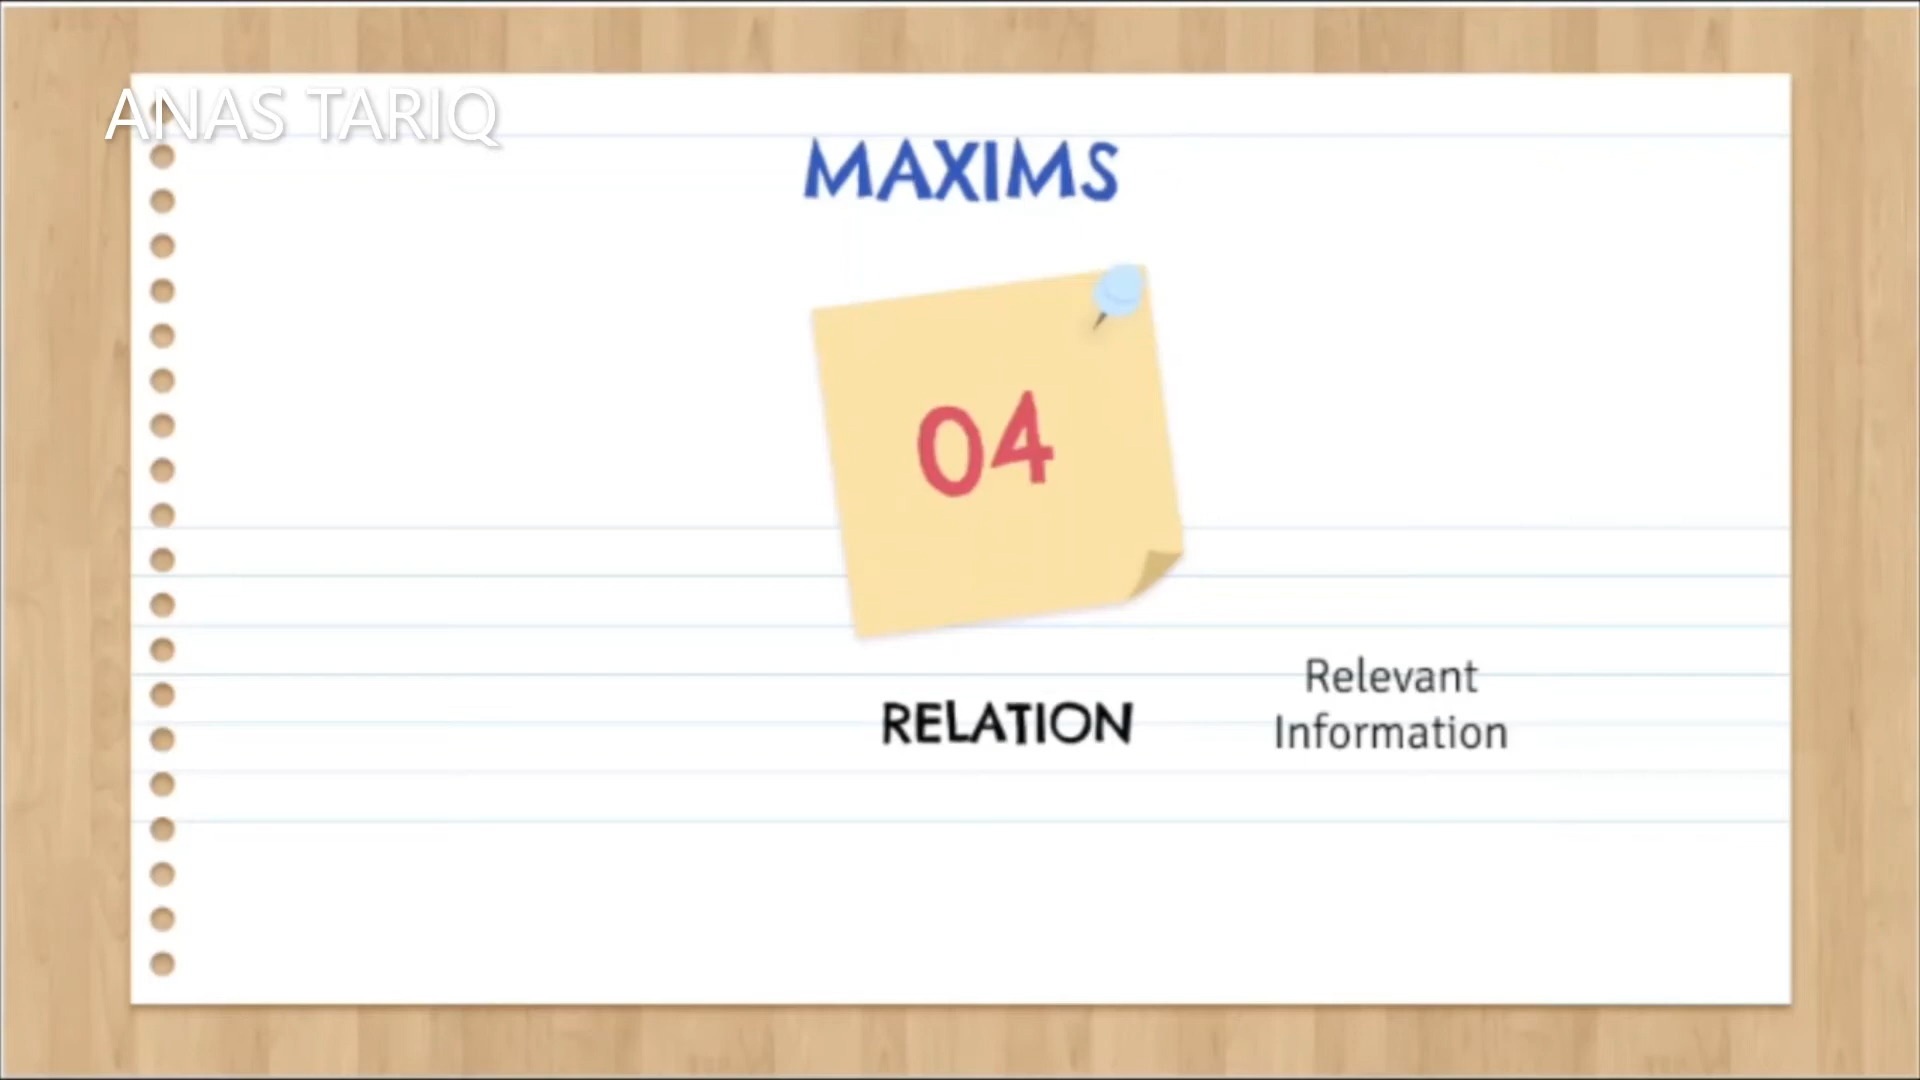 ANAS TARIQ
MAXIMS
04
RELATION
Relevant
Information